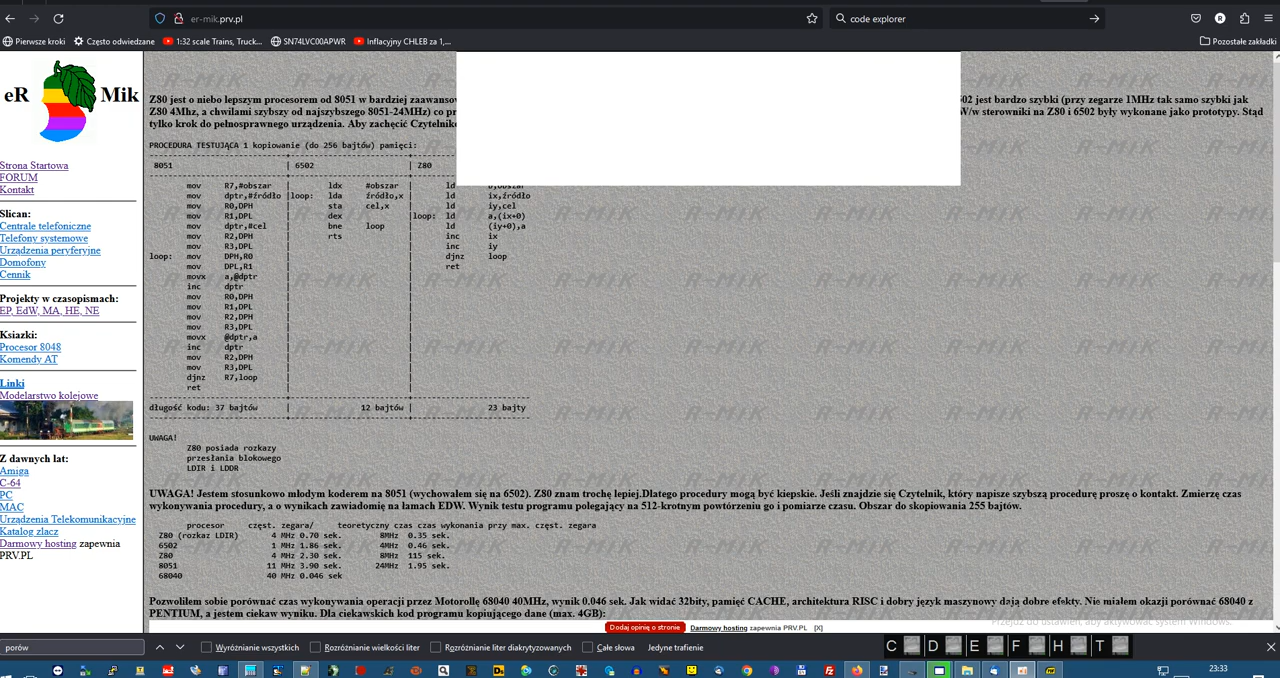 er-mik.prv.pl
code explorer
Pierwsze kroki
Często odwiedzane
1:32 scale Trains, Truck...
SN74LVC00APWR
Inflacyjny CHLEB za 1,...
Pozostałe zakładki
eR Mik
Strona Startowa
FORUM
Kontakt
Slican:
Centrale telefoniczne
Telefony systemowe
Urządzenia peryferyjne
Domofony
Cennik
Projekty w czasopismach:
EP, EdW, MA, HE, NE
Ksiazki:
Procesor 8048
Komendy AT
Linki
Modelarstwo kolejowe
Z dawnych lat:
Amiga
C-64
PC
MAC
Urządzenia Telekomunikacyjne
Katalog zlacz
Darmowy hosting zapewnia
PRV.PL
Z80 jest o niebo lepszym procesorem od 8051 w bardziej zaawansow 02 jest bardzo szybki (przy zegarze 1MHz tak samo szybki jak
Z80 4Mhz, a chwilami szybszy od najszybszego 8051-24MHz) co pr W/w sterowniki na Z80 i 6502 były wykonane jako prototypy. Stąd
tylko krok do pełnosprawnego urządzenia. Aby zachęcić Czytelnikó
PROCEDURA TESTUJĄCA 1 kopiowanie (do 256 bajtów) pamięci:
8051 | 6502 | Z80
mov R7,#obszar | ldx #obszar | ld b,obszar
mov dptr,#źródło |loop: lda źródło,x | ld ix,źródło
mov R0,DPH | sta cel,x | ld iy,cel
mov R1,DPL | dex |loop: ld a,(ix+0)
mov dptr,#cel | bne loop | ld (iy+0),a
mov R2,DPH | rts | inc ix
mov R3,DPL | | inc iy
loop: mov DPH,R0 | | djnz loop
mov DPL,R1 | | ret
movx a,@dptr | |
inc dptr | |
mov R0,DPH | |
mov R1,DPL | |
mov R2,DPH | |
mov R3,DPL | |
movx @dptr,a | |
inc dptr | |
mov R2,DPH | |
mov R3,DPL | |
djnz R7,loop | |
ret | |
długość kodu: 37 bajtów | 12 bajtów | 23 bajty
UWAGA!
Z80 posiada rozkazy
przesłania blokowego
LDIR i LDDR
UWAGA! Jestem stosunkowo młodym koderem na 8051 (wychowałem się na 6502). Z80 znam trochę lepiej.Dlatego procedury mogą być kiepskie. Jeśli znajdzie się Czytelnik, który napisze szybszą procedurę proszę o kontakt. Zmierzę czas
wykonywania procedury, a o wynikach zawiadomię na łamach EDW. Wynik testu programu polegający na 512-krotnym powtórzeniu go i pomiarze czasu. Obszar do skopiowania 255 bajtów.
procesor częst. zegara/ teoretyczny czas czas wykonania przy max. częst. zegara
Z80 (rozkaz LDIR) 4 MHz 0.70 sek. 8MHz 0.35 sek.
6502 1 MHz 1.86 sek. 4MHz 0.46 sek.
Z80 4 MHz 2.30 sek. 8MHz 115 sek.
8051 11 MHz 3.90 sek. 24MHz 1.95 sek.
68040 40 MHz 0.046 sek
Pozwoliłem sobie porównać czas wykonywania operacji przez Motorollę 68040 40MHz, wynik 0.046 sek. Jak widać 32bity, pamięć CACHE, architektura RISC i dobry język maszynowy dają dobre efekty. Nie miałem okazji porównać 68040 z
PENTIUM, a jestem ciekaw wyniku. Dla ciekawskich kod programu kopiującego dane (max. 4GB):
Przejdź do ustawień, aby aktywować system Windows.
Dodaj opinię o stronie Darmowy hosting zapewnia PRV.PL [X]
porów
Wyróżnianie wszystkich
Rozróżnianie wielkości liter
Rozróżnianie liter diakrytyzowanych
Całe słowa
Jedyne trafienie
C D E F H T
23:33